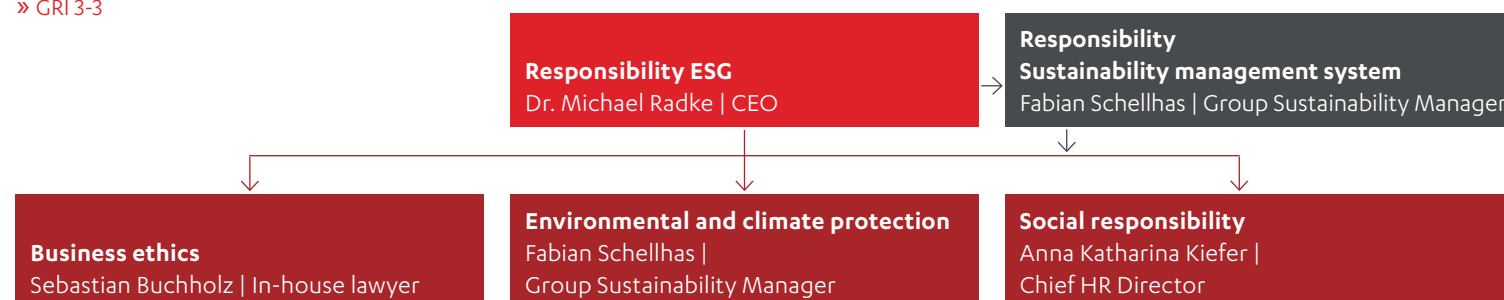 » GRI 3-3
Responsibility ESG
Dr. Michael Radke | CEO
Responsibility
Sustainability management system
Fabian Schellhas | Group Sustainability Manager
Business ethics
Sebastian Buchholz | In-house lawyer
Environmental and climate protection
Fabian Schellhas |
Group Sustainability Manager
Social responsibility
Anna Katharina Kiefer |
Chief HR Director